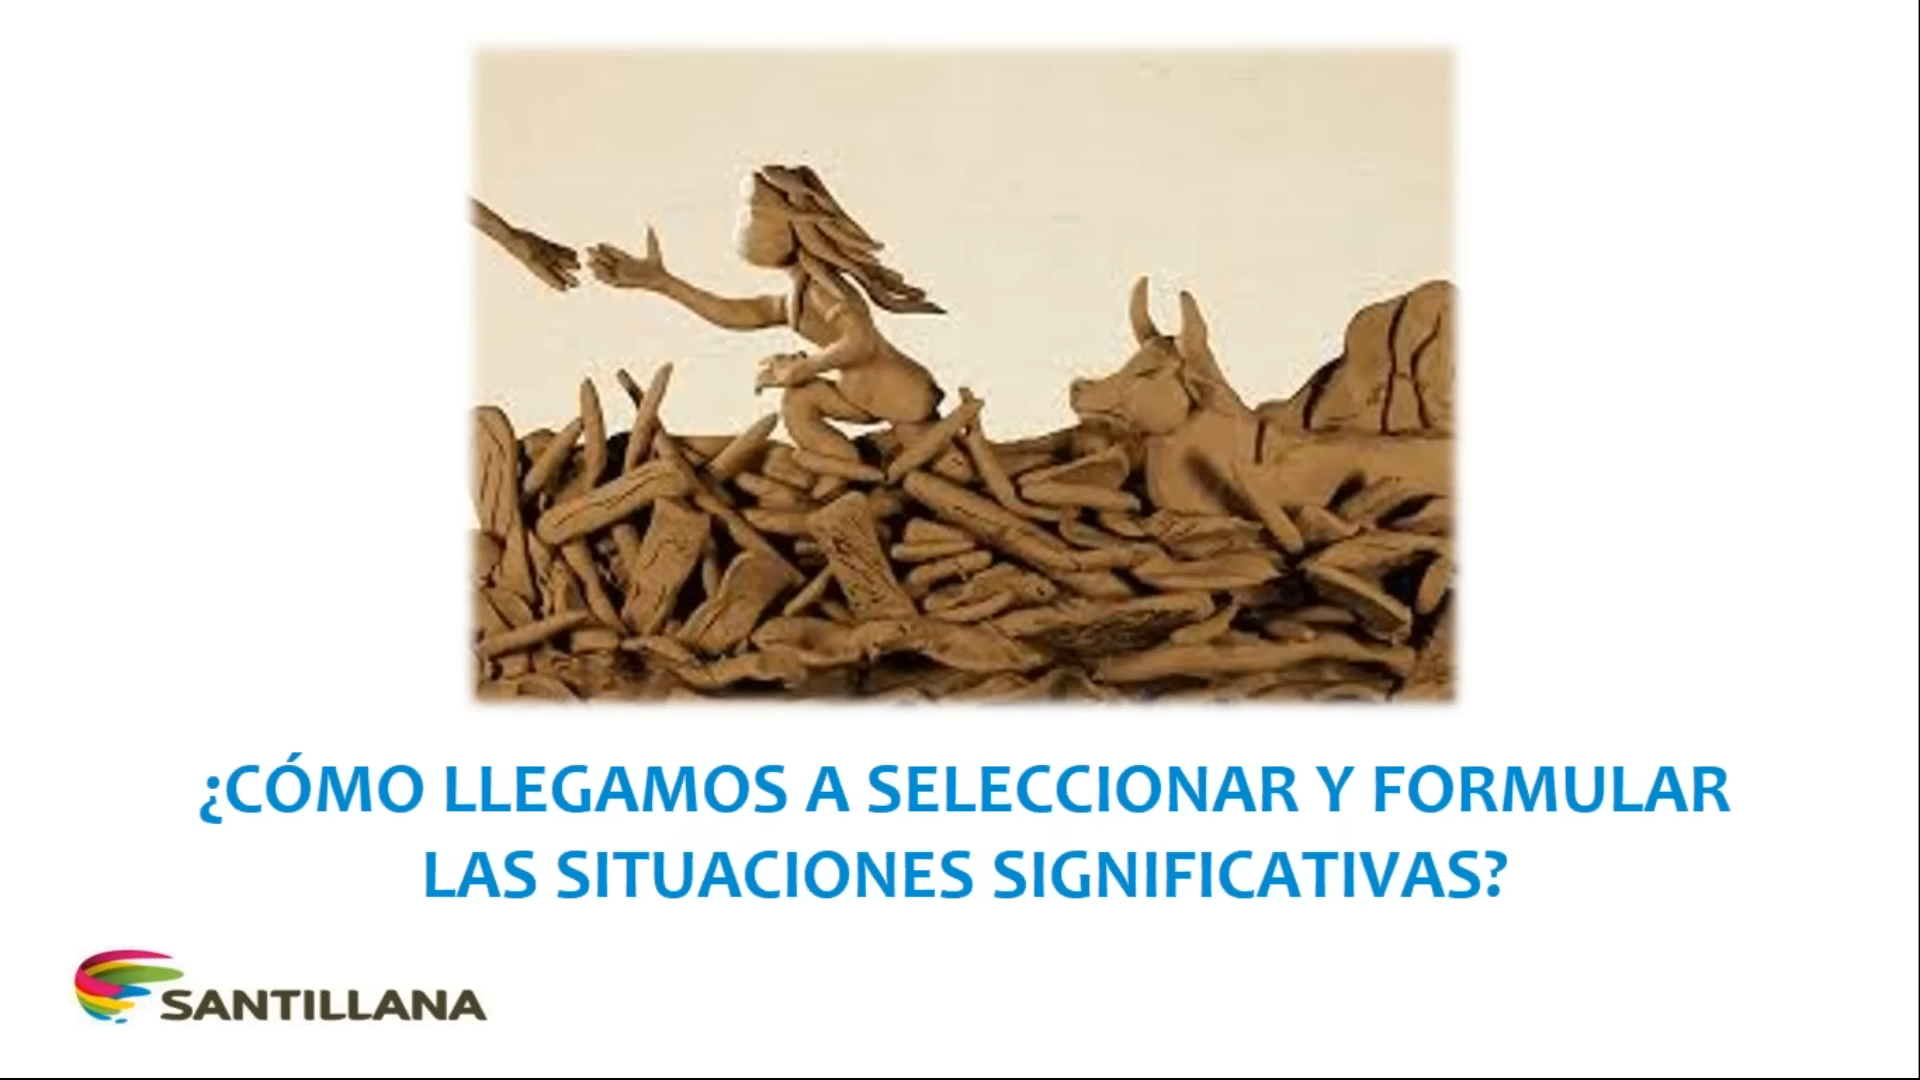 ¿CÓMO LLEGAMOS A SELECCIONAR Y FORMULAR
LAS SITUACIONES SIGNIFICATIVAS?
SANTILLANA